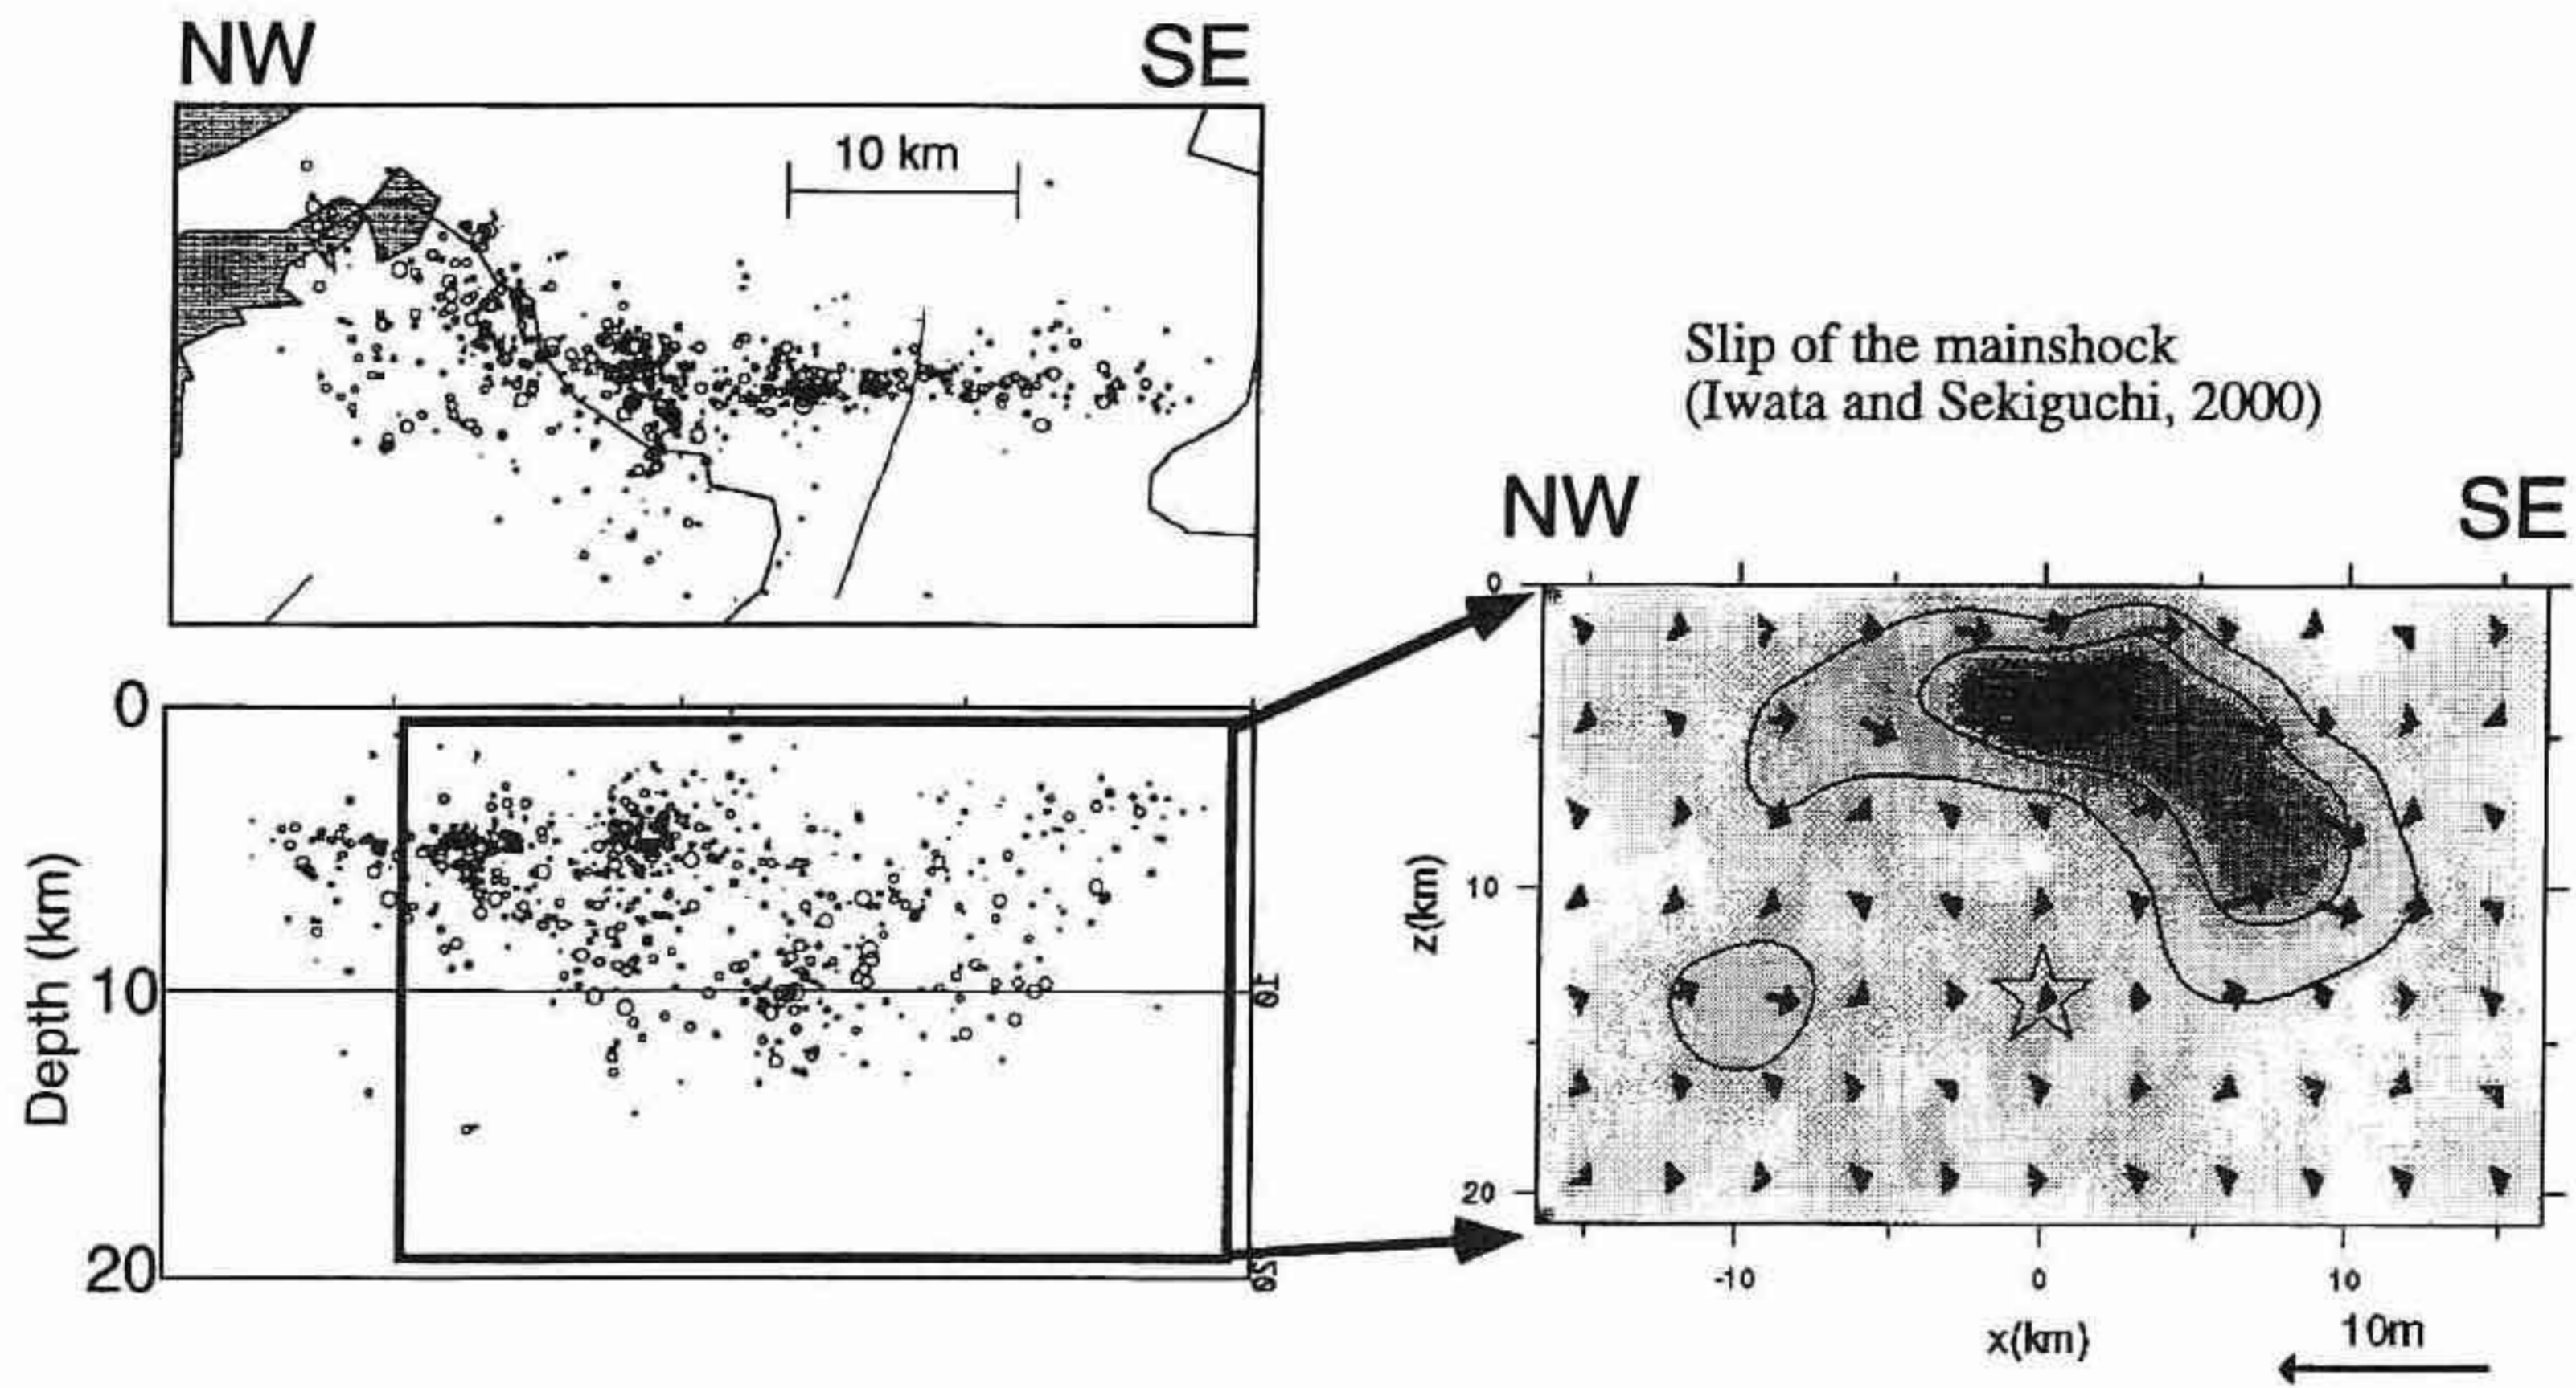 NW SE
10 km
Slip of the mainshock
(Iwata and Sekiguchi, 2000)
NW SE
0
10
20
Depth (km)
10
20
0
10
20
z(km)
-10 0 10
x(km)
10m